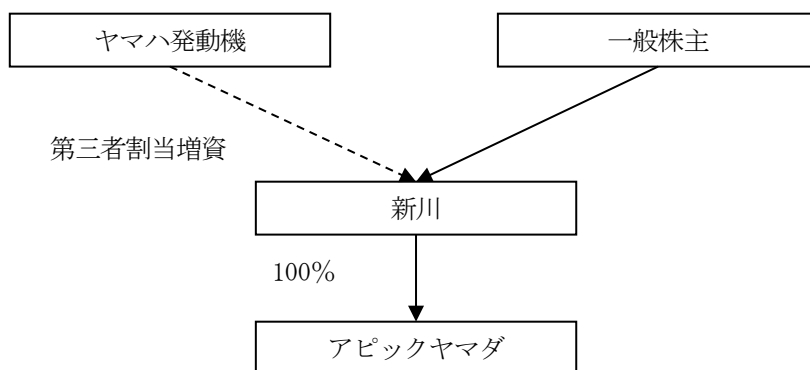 ヤマハ発動機
一般株主
第三者割当増資
新川
100％
アピックヤマダ